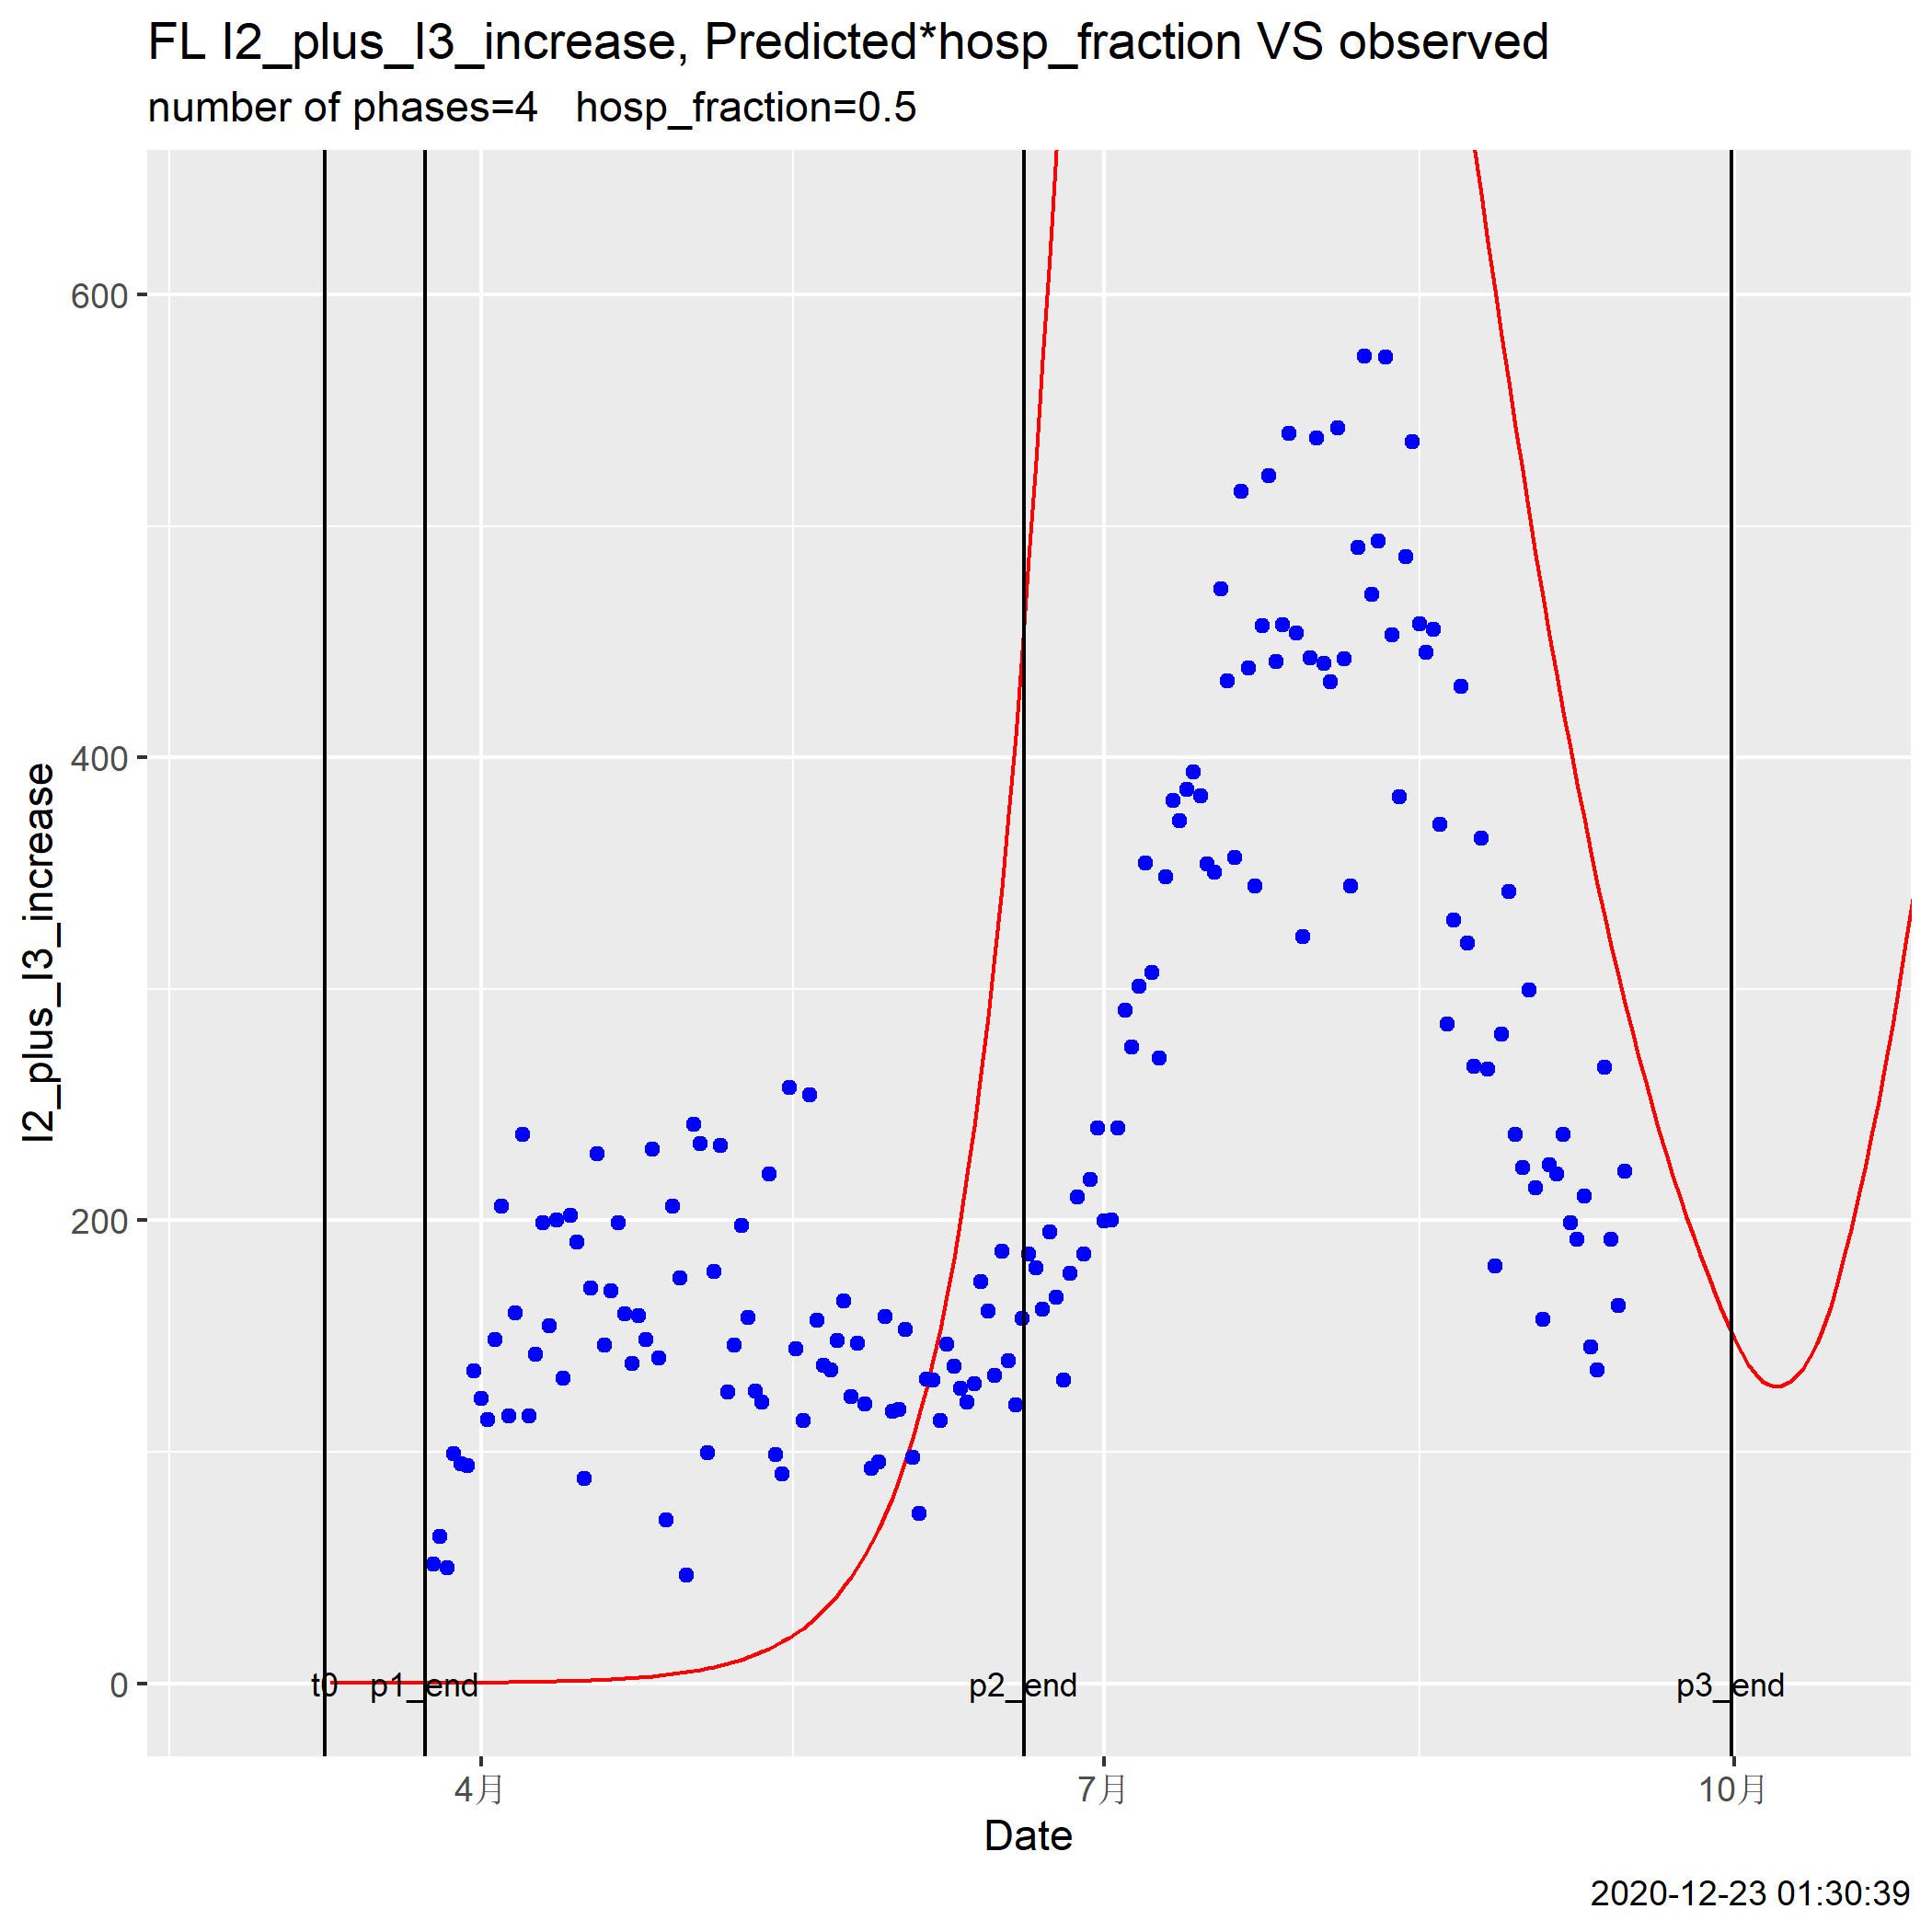 FL I2_plus_I3_increase, Predicted*hosp_fraction VS observed
number of phases=4   hosp_fraction=0.5
I2_plus_I3_increase
600
400
200
0
t0
p1_end
p2_end
p3_end
4月
7月
10月
Date
2020-12-23 01:30:39